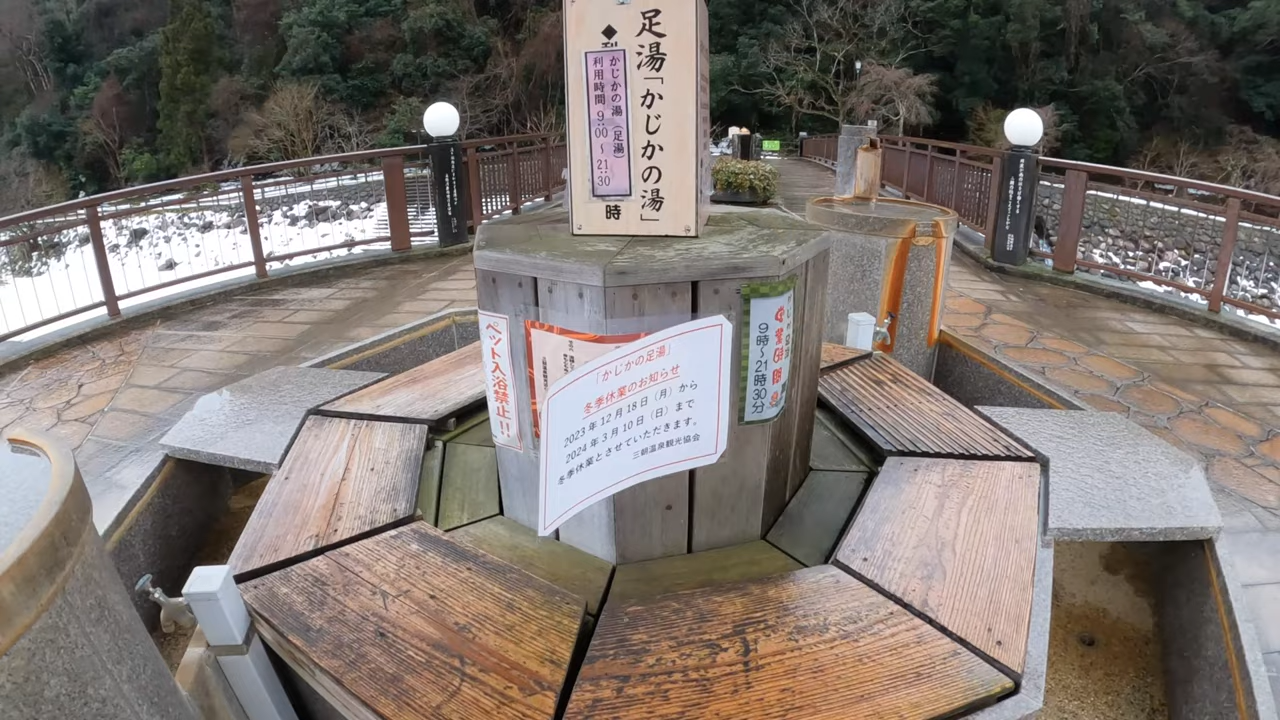 足湯「かじかの湯」
かじかの湯(足湯)
利用時間 9:00～21:30
時
ペット入浴禁止!!
「かじかの足湯」
冬季休業のお知らせ
2023年12月18日(月)から
2024年3月10日(日)まで
冬季休業とさせていただきます。
三朝温泉観光協会
9時～21時30分